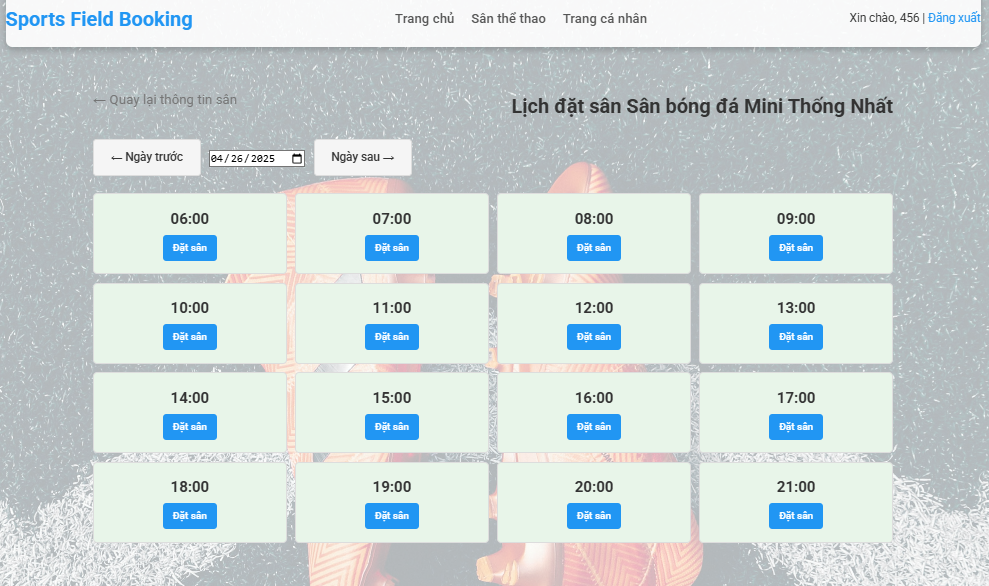 Sports Field Booking
Trang chủ Sân thể thao Trang cá nhân
Xin chào, 456 | Đăng xuất
← Quay lại thông tin sân
Lịch đặt sân Sân bóng đá Mini Thống Nhất
← Ngày trước 04/26/2025 Ngày sau →
06:00 07:00 08:00 09:00
Đặt sân Đặt sân Đặt sân Đặt sân
10:00 11:00 12:00 13:00
Đặt sân Đặt sân Đặt sân Đặt sân
14:00 15:00 16:00 17:00
Đặt sân Đặt sân Đặt sân Đặt sân
18:00 19:00 20:00 21:00
Đặt sân Đặt sân Đặt sân Đặt sân